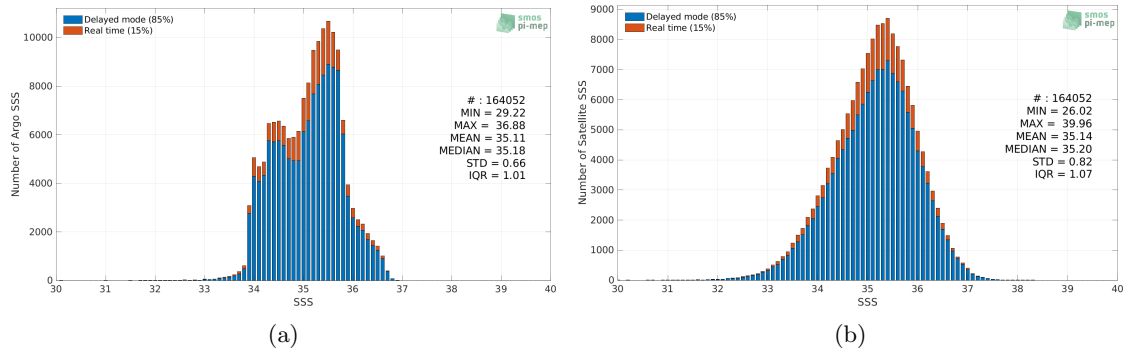 Delayed mode (85%)
Real time (15%)
smos
pi-mep
Number of Argo SSS
10000
8000
6000
4000
2000
0
# : 164052
MIN = 29.22
MAX = 36.88
MEAN = 35.11
MEDIAN = 35.18
STD = 0.66
IQR = 1.01
30 31 32 33 34 35 36 37 38 39 40
SSS
(a)
Delayed mode (85%)
Real time (15%)
smos
pi-mep
Number of Satellite SSS
9000
8000
7000
6000
5000
4000
3000
2000
1000
0
# : 164052
MIN = 26.02
MAX = 39.96
MEAN = 35.14
MEDIAN = 35.20
STD = 0.82
IQR = 1.07
30 31 32 33 34 35 36 37 38 39 40
SSS
(b)